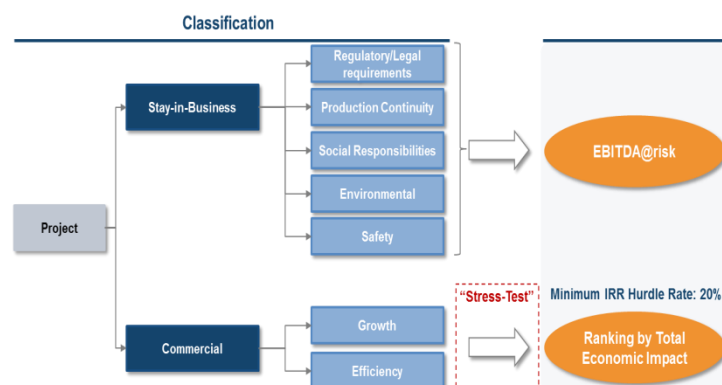 Classification
Regulatory/Legal
requirements
Stay-in-Business
Production Continuity
Social Responsibilities
EBITDA@risk
Environmental
Project
Safety
"Stress-Test"
Minimum IRR Hurdle Rate: 20%
Growth
Commercial
Ranking by Total
Economic Impact
Efficiency